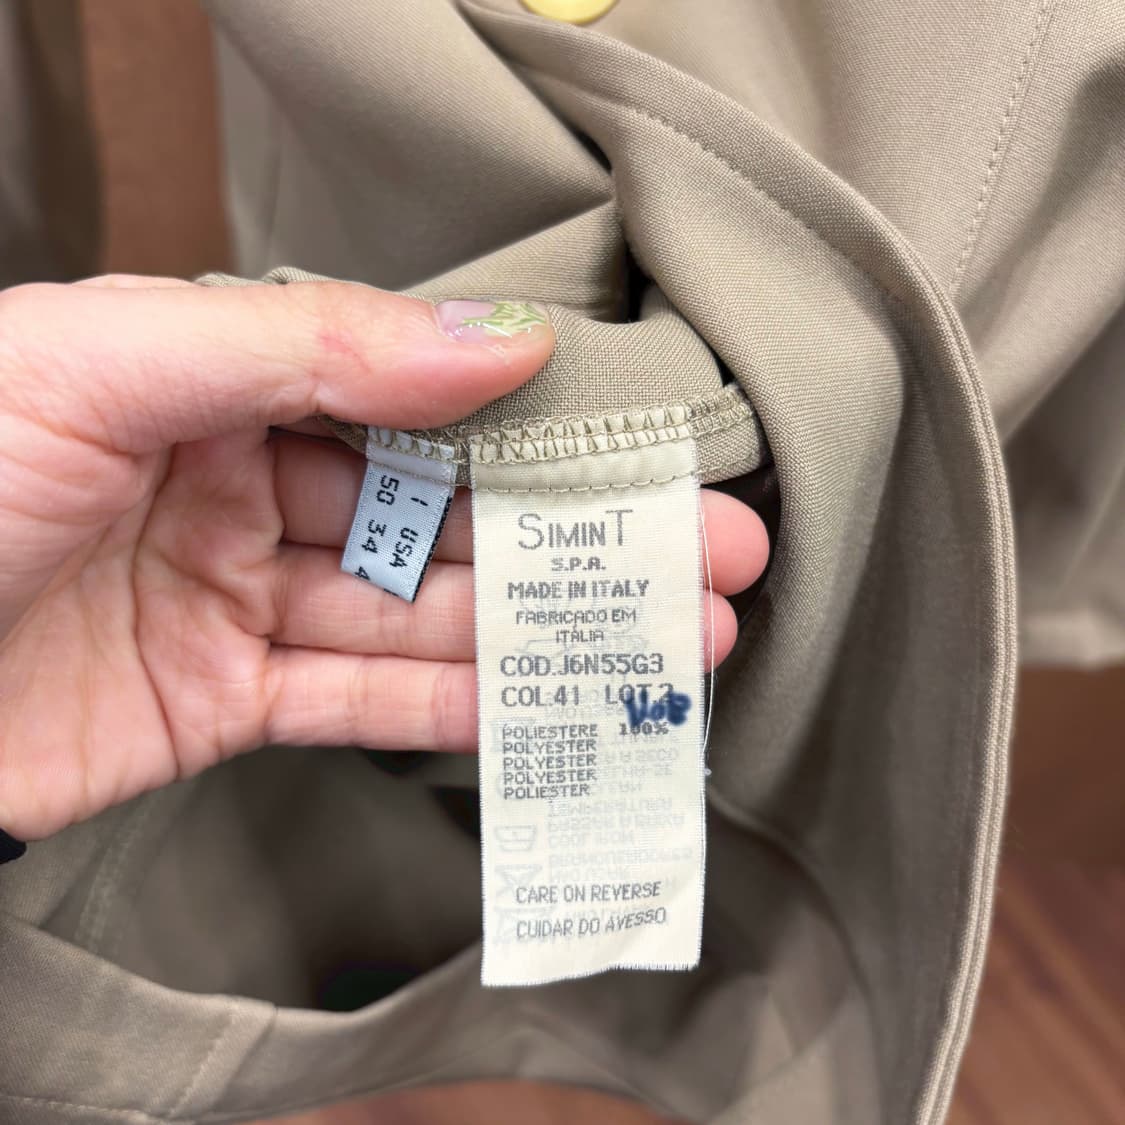 I USA
50 34 4
SIMINT
S.P.A.
MADE IN ITALY
FABRICADO EM
ITÁLIA
COD.J6N55G3
COL.41 LOT.2
POLIESTERE 100%
POLYESTER
POLYESTER
POLYESTER
POLIESTER
CARE ON REVERSE
CUIDAR DO AVESSO